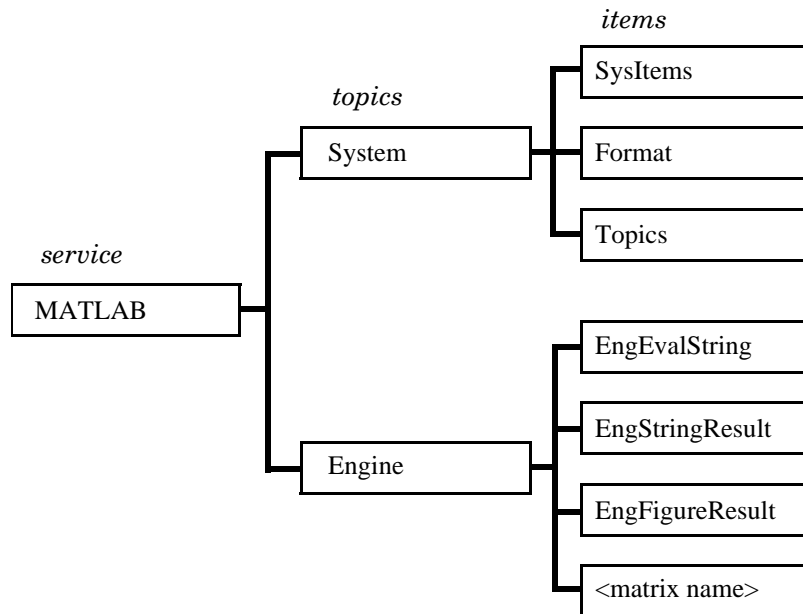 items
SysItems
topics
System
Format
Topics
service
MATLAB
EngEvalString
EngStringResult
Engine
EngFigureResult
<matrix name>